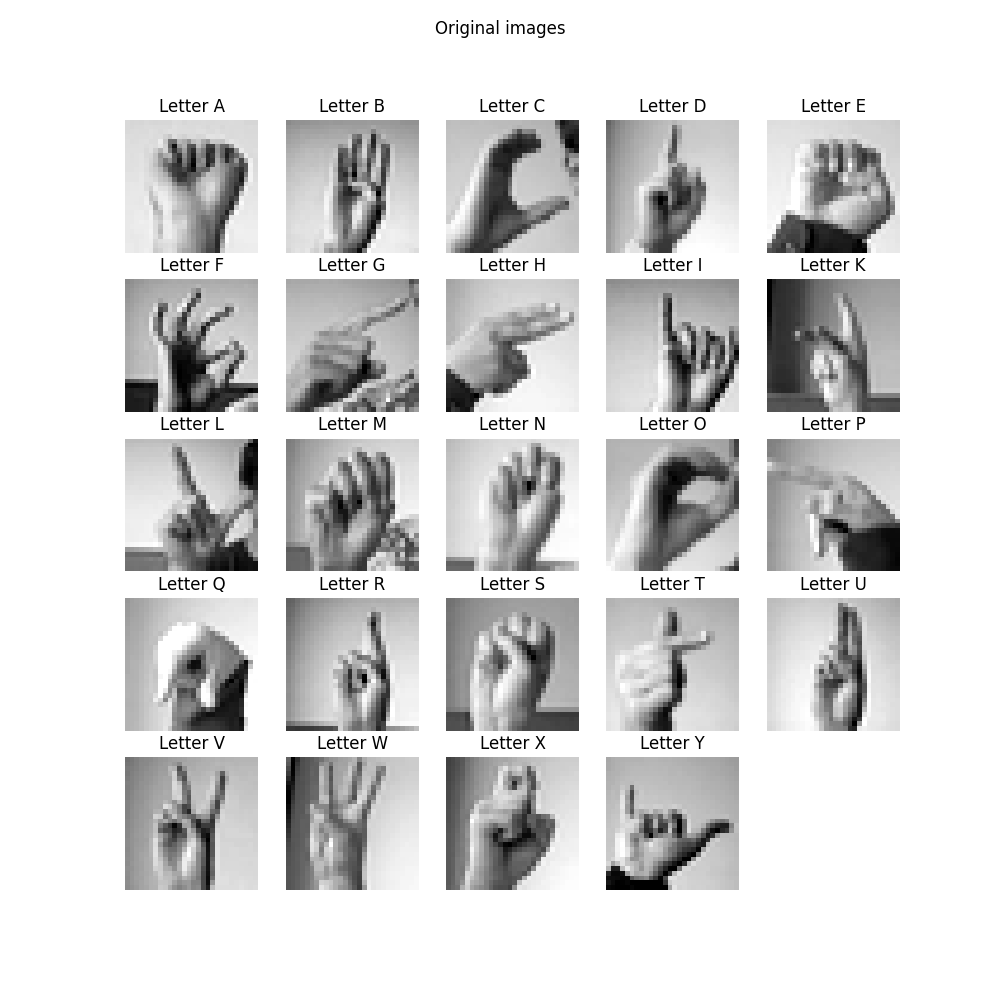 Original images
Letter A Letter B Letter C Letter D Letter E
Letter F Letter G Letter H Letter I Letter K
Letter L Letter M Letter N Letter O Letter P
Letter Q Letter R Letter S Letter T Letter U
Letter V Letter W Letter X Letter Y